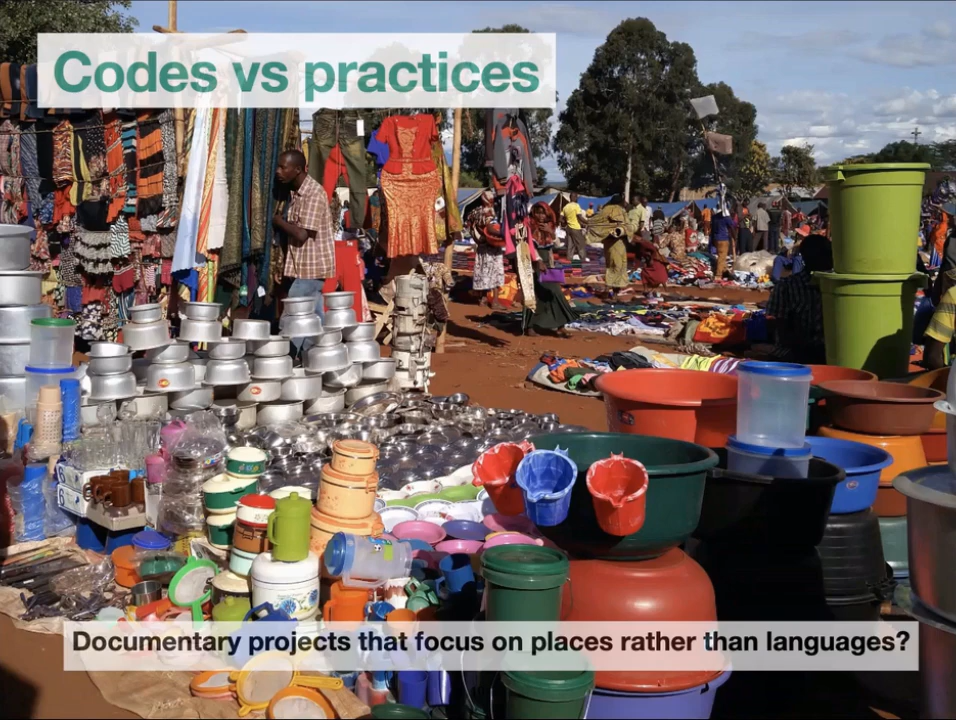 Codes vs practices
Documentary projects that focus on places rather than languages?